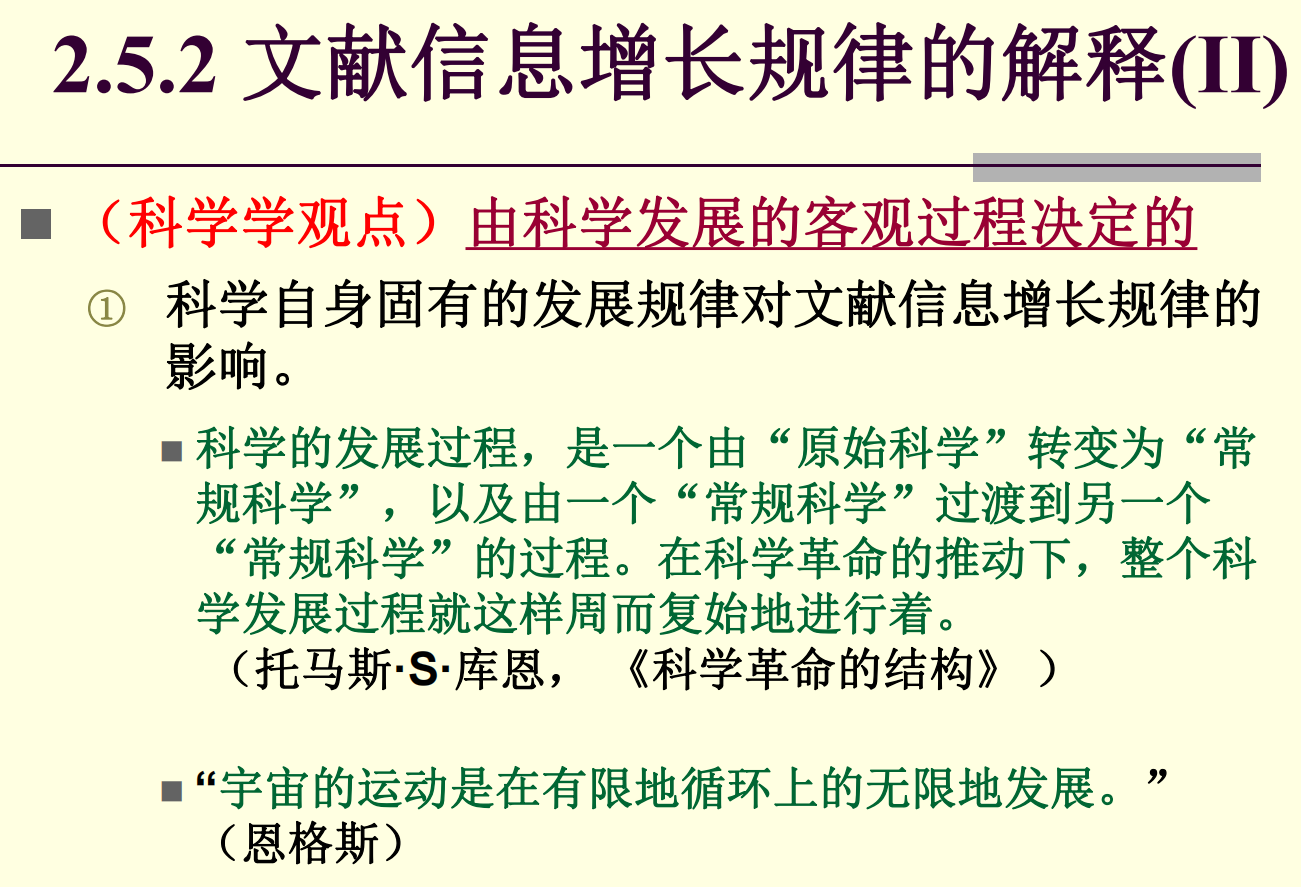 2.5.2 文献信息增长规律的解释(II)
■ （科学学观点）由科学发展的客观过程决定的
① 科学自身固有的发展规律对文献信息增长规律的
影响。
■ 科学的发展过程，是一个由“原始科学”转变为“常
规科学”，以及由一个“常规科学”过渡到另一个
“常规科学”的过程。在科学革命的推动下，整个科
学发展过程就这样周而复始地进行着。
（托马斯·S·库恩， 《科学革命的结构》 ）
■ “宇宙的运动是在有限地循环上的无限地发展。”
（恩格斯）